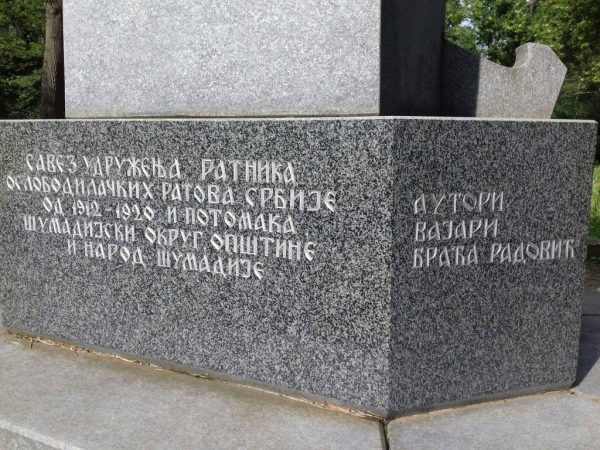 САВЕЗ УДРУЖЕЊА РАТНИКА
ОСЛОБОДИЛАЧКИХ РАТОВА СРБИЈЕ
ОД 1912-1920 И ПОТОМАКА
ШУМАДИЈСКИ ОКРУГ ОПШТИНЕ
И НАРОД ШУМАДИЈЕ
АУТОРИ
ВАЈАРИ
БРАЋА РАДОВИЋ